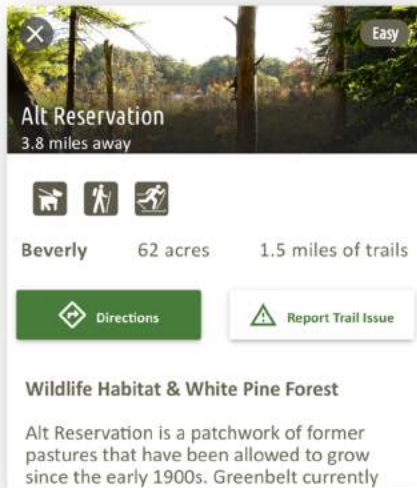 Easy
Alt Reservation
3.8 miles away
Beverly 62 acres 1.5 miles of trails
Directions Report Trail Issue
Wildlife Habitat & White Pine Forest
Alt Reservation is a patchwork of former
pastures that have been allowed to grow
since the early 1900s. Greenbelt currently